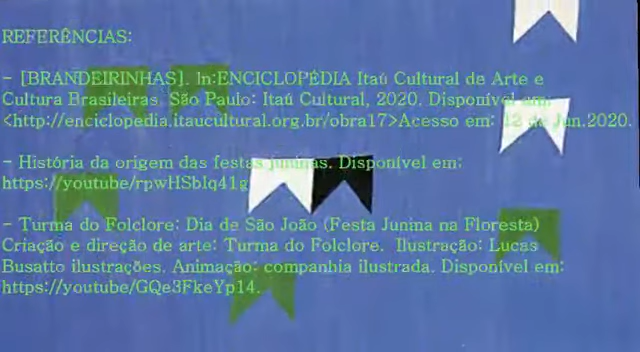 REFERÊNCIAS:
- [BRANDEIRINHAS]. In:ENCICLOPÉDIA Itaú Cultural de Arte e
Cultura Brasileiras. São Paulo: Itaú Cultural, 2020. Disponível em:
<http://enciclopedia.itaucultural.org.br/obra17>Acesso em: 12 de Jun.2020.
- História da origem das festas juninas. Disponível em:
https://youtube/rpwHSbIq41g
- Turma do Folclore: Dia de São João (Festa Junina na Floresta)
Criação e direção de arte: Turma do Folclore. Ilustração: Lucas
Busatto ilustrações. Animação: companhia ilustrada. Disponível em:
https://youtube/GQe3FkeYp14.